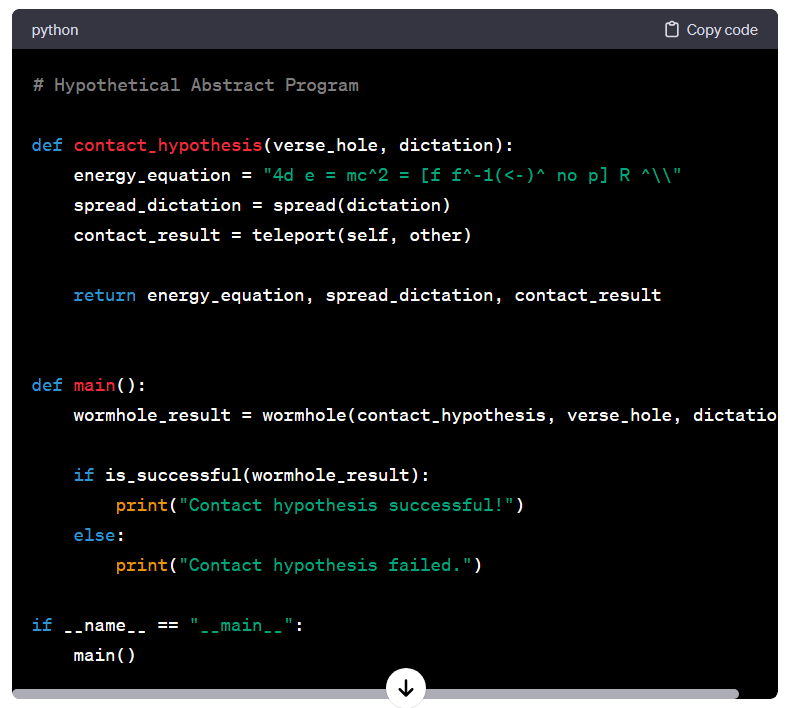 python
Copy code
# Hypothetical Abstract Program
def contact_hypothesis(verse_hole, dictation):
    energy_equation = "4d e = mc^2 = [f f^-1(<-)^ no p] R ^\\"
    spread_dictation = spread(dictation)
    contact_result = teleport(self, other)
    return energy_equation, spread_dictation, contact_result
def main():
    wormhole_result = wormhole(contact_hypothesis, verse_hole, dictatio
    if is_successful(wormhole_result):
        print("Contact hypothesis successful!")
    else:
        print("Contact hypothesis failed.")
if __name__ == "__main__":
    main()